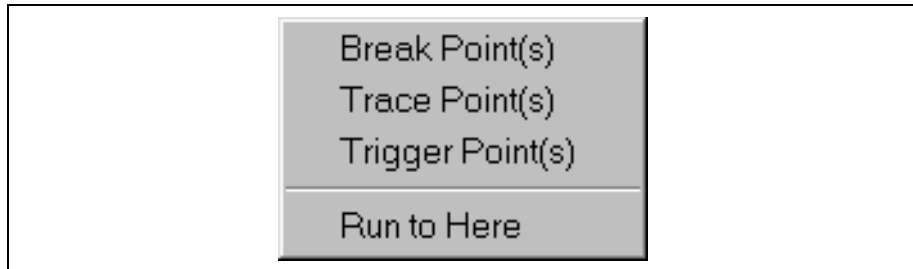 Break Point(s)
Trace Point(s)
Trigger Point(s)
Run to Here